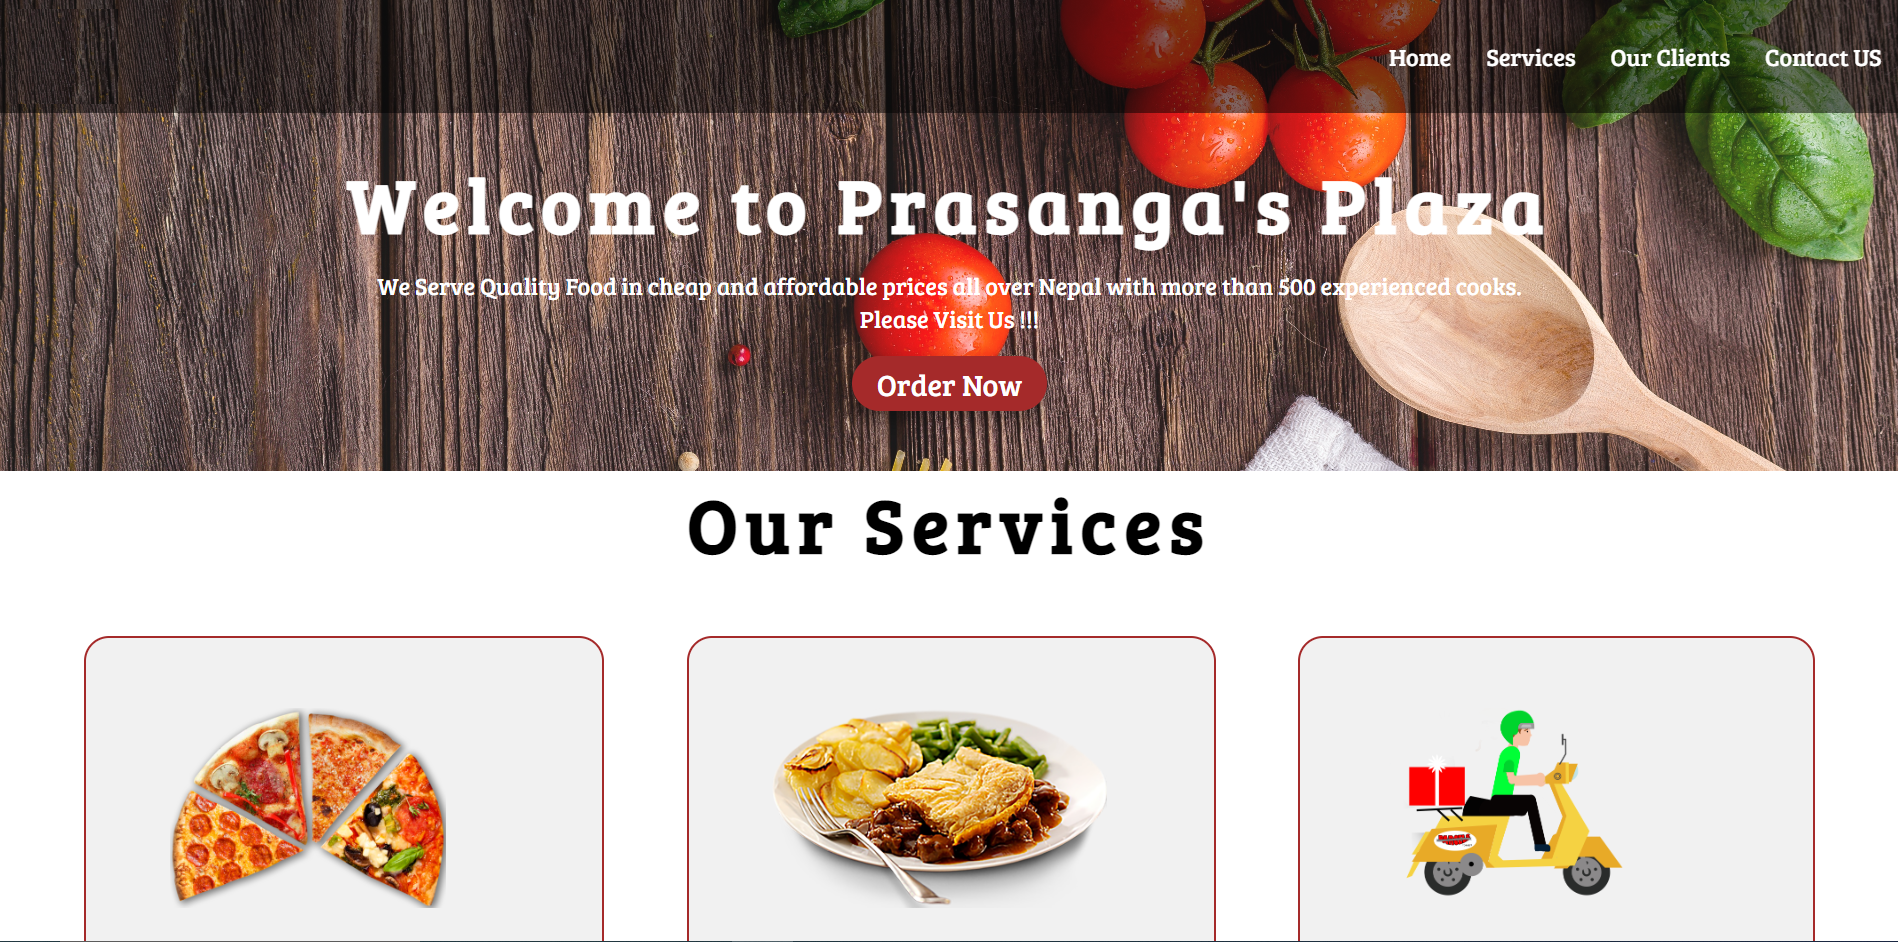 Home Services Our Clients Contact US
Welcome to Prasanga's Plaza
We Serve Quality Food in cheap and affordable prices all over Nepal with more than 500 experienced cooks.
Please Visit Us !!!
Order Now
Our Services